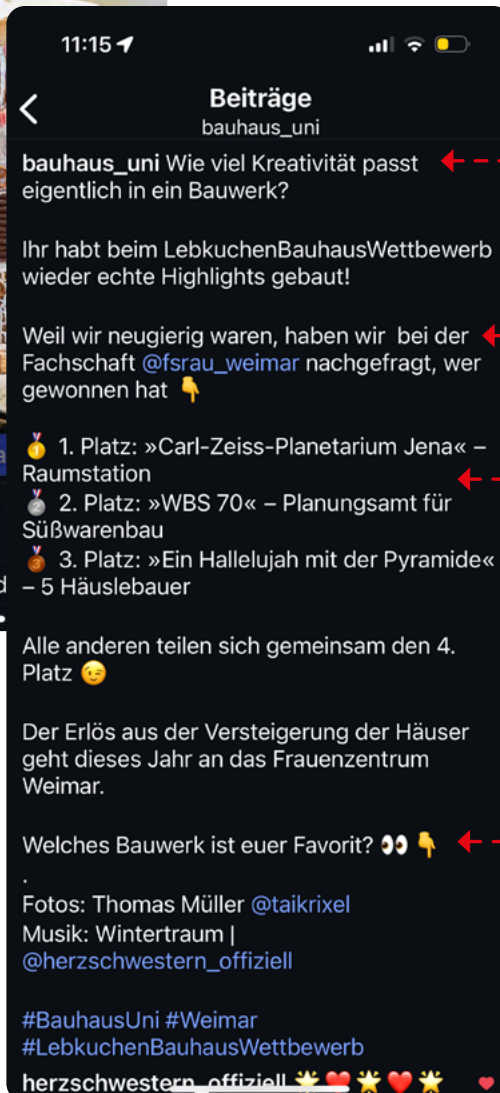 11:15
Beiträge
bauhaus_uni
bauhaus_uni Wie viel Kreativität passt
eigentlich in ein Bauwerk?
Ihr habt beim LebkuchenBauhausWettbewerb
wieder echte Highlights gebaut!
Weil wir neugierig waren, haben wir  bei der
Fachschaft @fsrau_weimar nachgefragt, wer
gewonnen hat 👇
🥇 1. Platz: »Carl-Zeiss-Planetarium Jena« –
Raumstation
🥈 2. Platz: »WBS 70« – Planungsamt für
Süßwarenbau
🥉 3. Platz: »Ein Hallelujah mit der Pyramide«
– 5 Häuslebauer
Alle anderen teilen sich gemeinsam den 4.
Platz 😉
Der Erlös aus der Versteigerung der Häuser
geht dieses Jahr an das Frauenzentrum
Weimar.
Welches Bauwerk ist euer Favorit? 👀 👇
.
Fotos: Thomas Müller @taikrixel
Musik: Wintertraum |
@herzschwestern_offiziell
#BauhausUni #Weimar
#LebkuchenBauhausWettbewerb
herzschwestern_offiziell 🌟❤️🌟❤️🌟